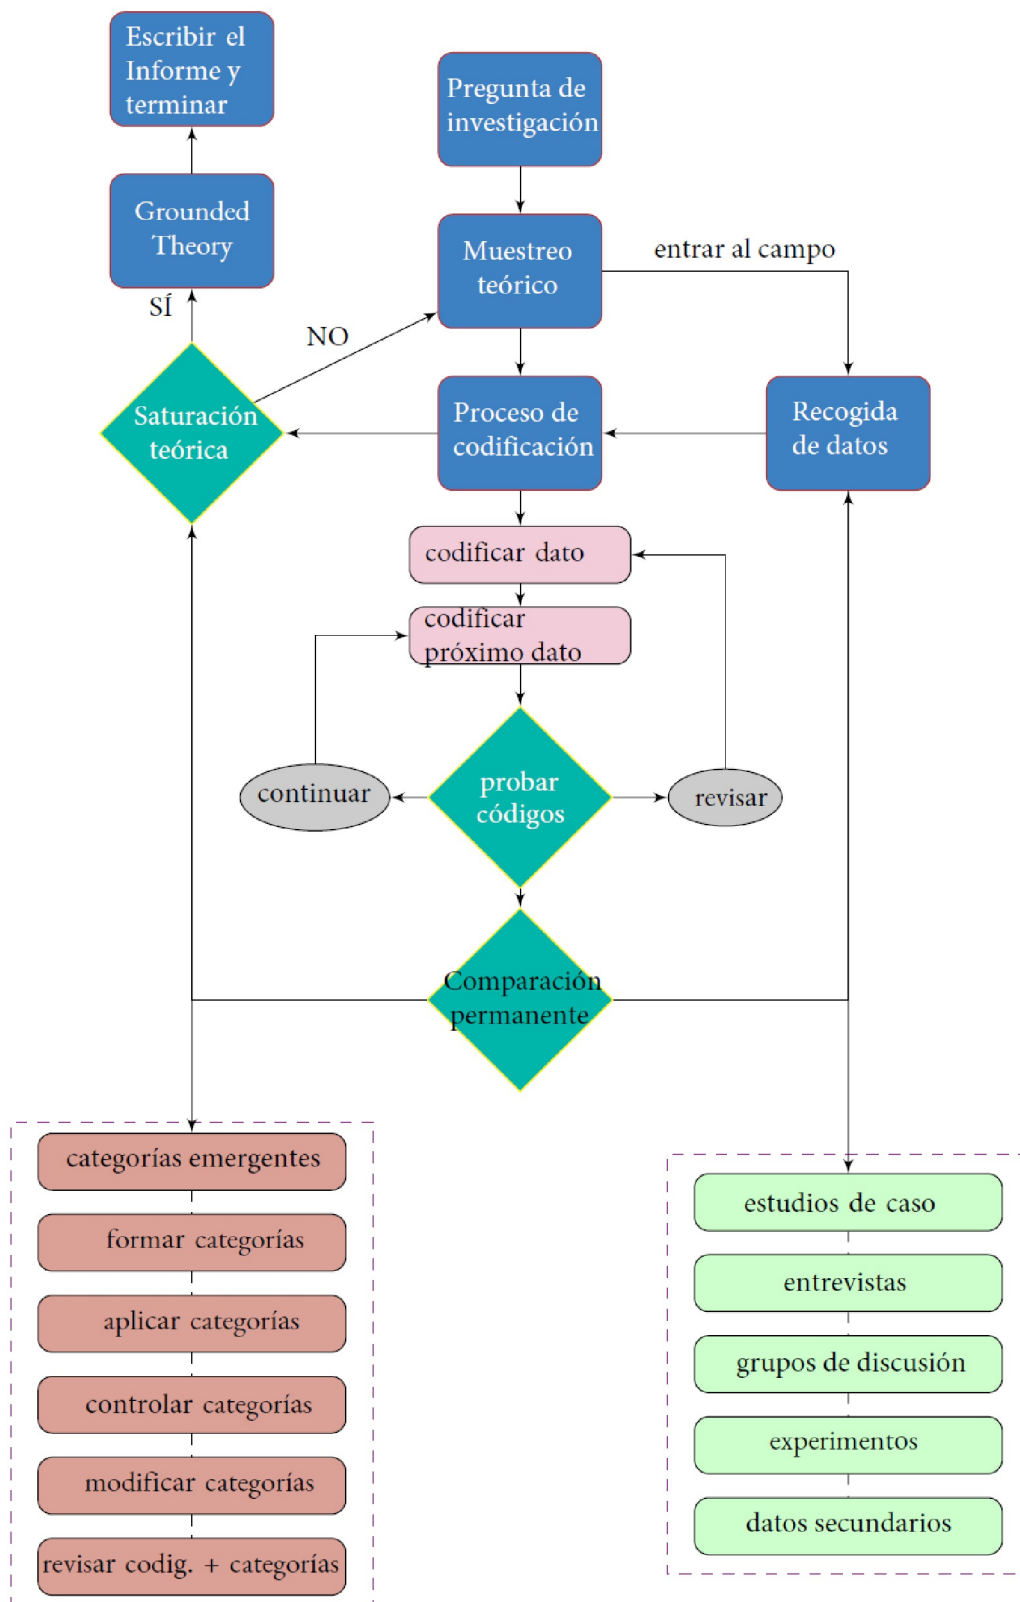 Escribir el
Informe y
terminar
Pregunta de
investigación
Grounded
Theory
Muestreo
teórico
entrar al campo
SÍ
NO
Saturación
teórica
Proceso de
codificación
Recogida
de datos
codificar dato
codificar
próximo dato
continuar
probar
códigos
revisar
Comparación
permanente
categorías emergentes
formar categorías
aplicar categorías
controlar categorías
modificar categorías
revisar codig. + categorías
estudios de caso
entrevistas
grupos de discusión
experimentos
datos secundarios